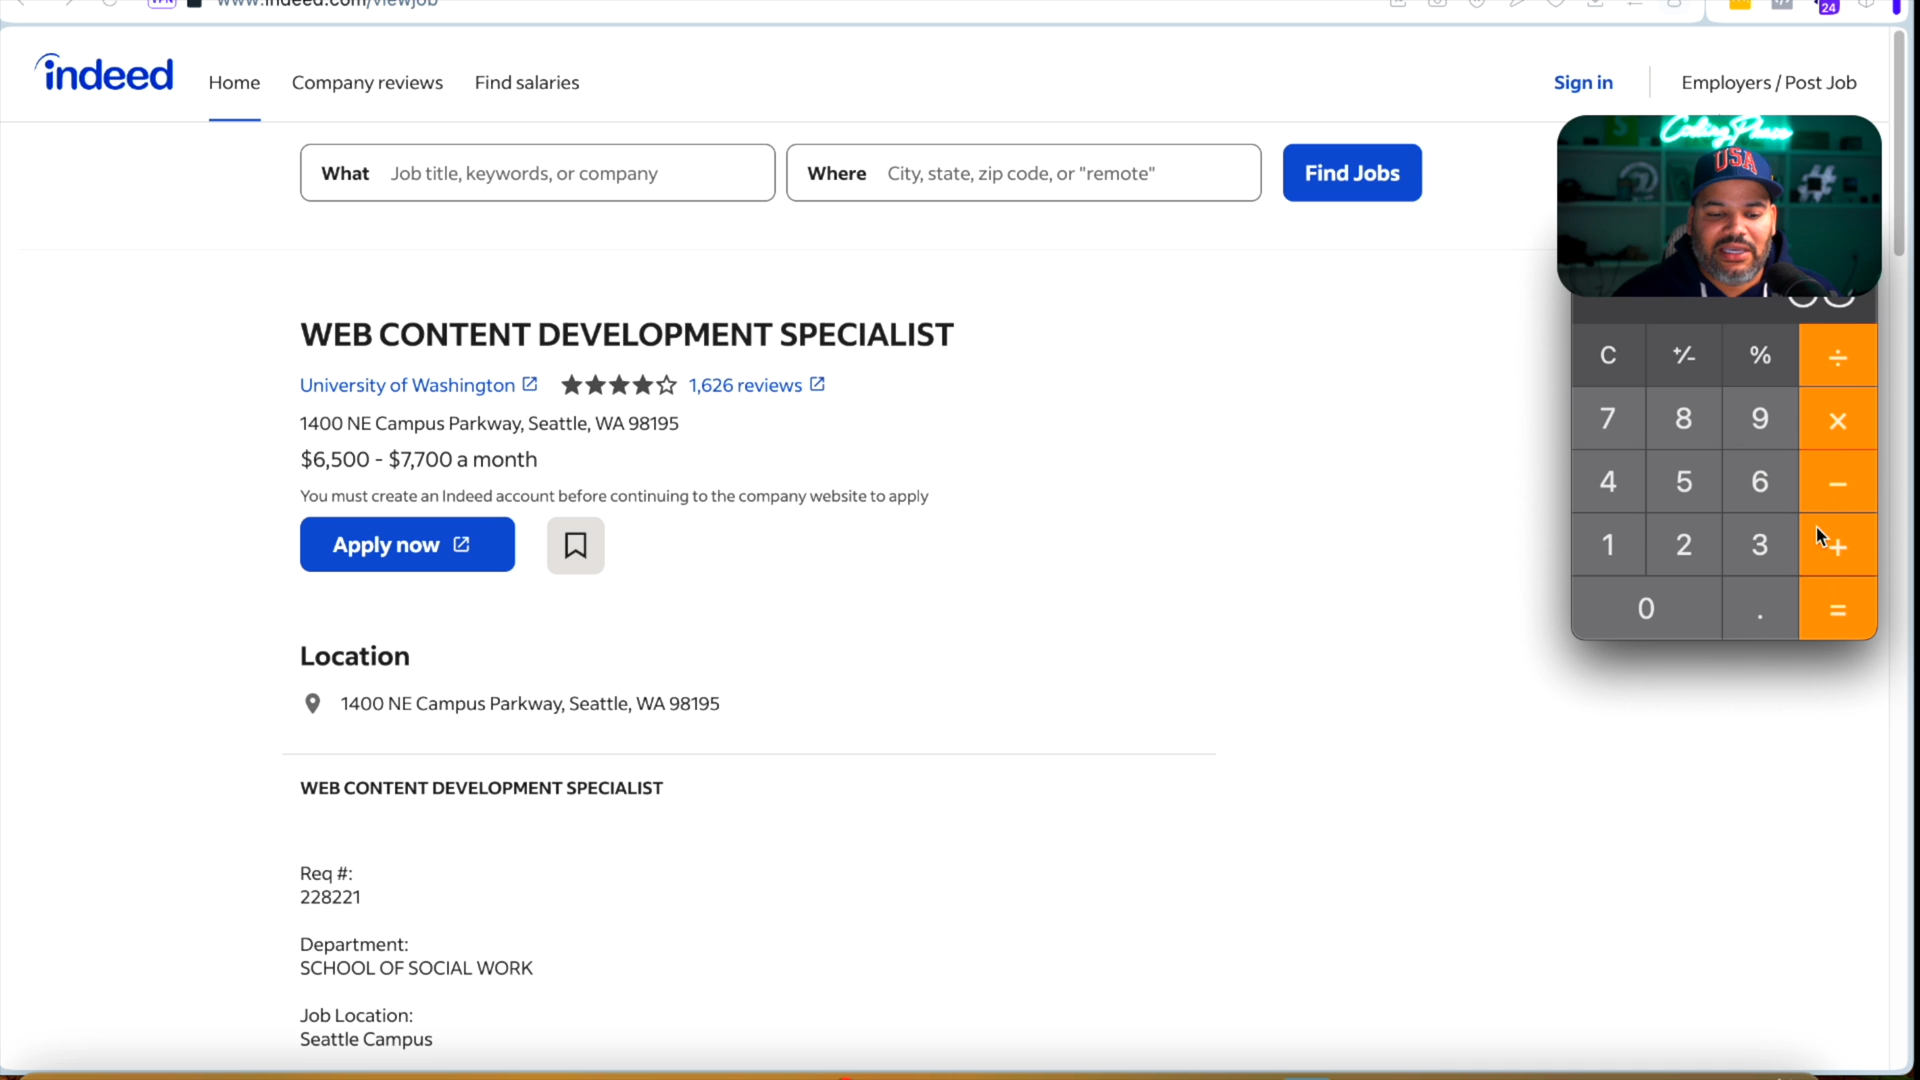 www.indeed.com/viewjob
24
indeed
Home
Company reviews
Find salaries
Sign in
Employers / Post Job
What
Job title, keywords, or company
Where
City, state, zip code, or "remote"
Find Jobs
Coding Phase
USA
#
WEB CONTENT DEVELOPMENT SPECIALIST
University of Washington
1,626 reviews
1400 NE Campus Parkway, Seattle, WA 98195
$6,500 - $7,700 a month
You must create an Indeed account before continuing to the company website to apply
Apply now
C +/- % ÷
7 8 9 ×
4 5 6 −
1 2 3 +
0 . =
Location
1400 NE Campus Parkway, Seattle, WA 98195
WEB CONTENT DEVELOPMENT SPECIALIST
Req #:
228221
Department:
SCHOOL OF SOCIAL WORK
Job Location:
Seattle Campus